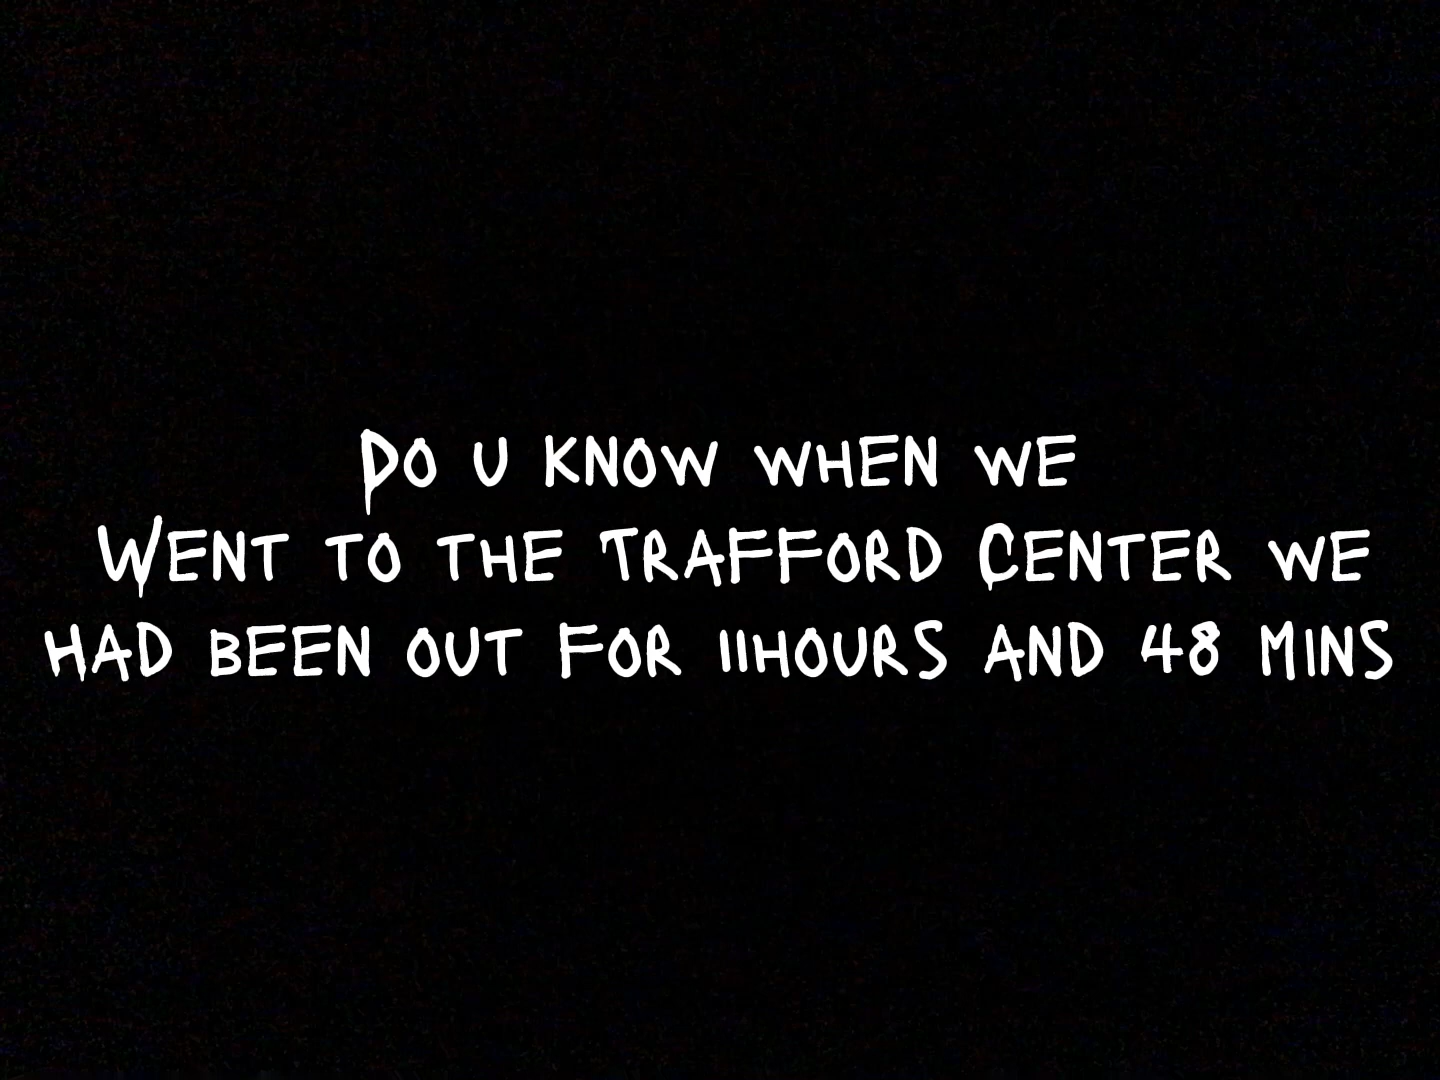 Do u know when we
Went to the Trafford Center we
had been out for 11hours and 48 mins